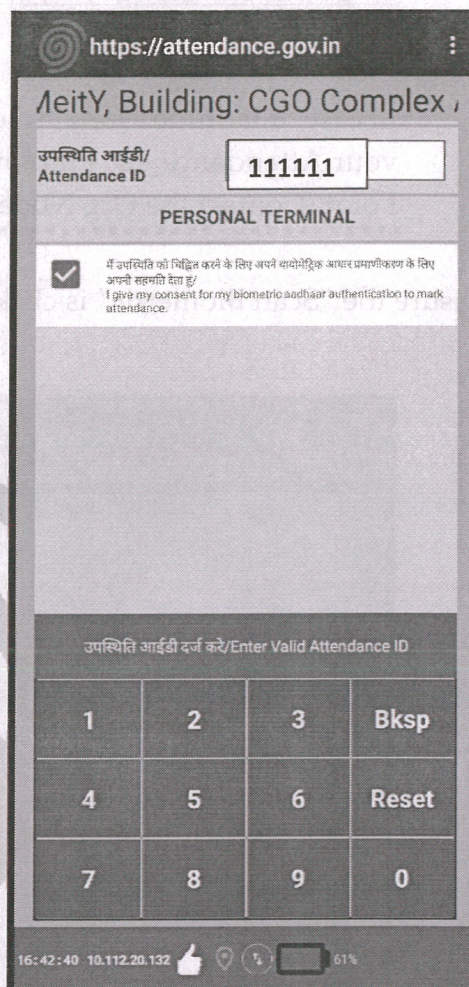 https://attendance.gov.in
MeitY, Building: CGO Complex
उपस्थिति आईडी/
Attendance ID
111111
PERSONAL TERMINAL
में उपस्थिति को चिह्नित करने के लिए अपने बायोमेट्रिक आधार प्रमाणीकरण के लिए
अपनी सहमति देता हू/
I give my consent for my biometric aadhaar authentication to mark
attendance.
उपस्थिति आईडी दर्ज करे/Enter Valid Attendance ID
1 2 3 Bksp
4 5 6 Reset
7 8 9 0
16:42:40 10.112.20.132 61%